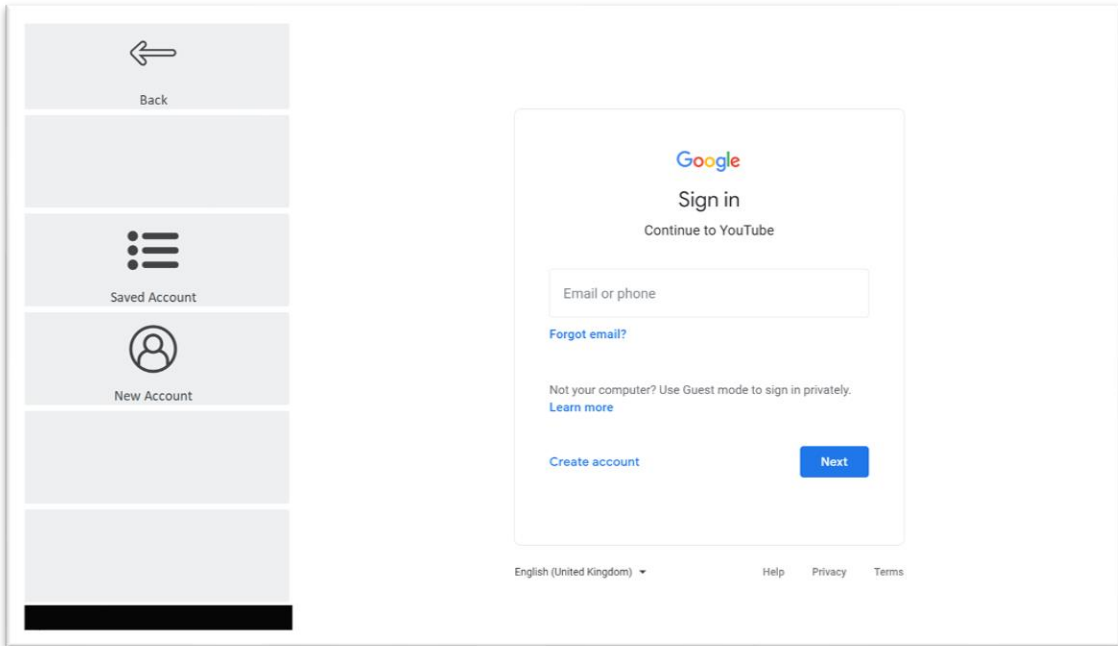 Back
Saved Account
New Account
Google
Sign in
Continue to YouTube
Email or phone
Forgot email?
Not your computer? Use Guest mode to sign in privately.
Learn more
Create account
Next
English (United Kingdom)
Help Privacy Terms